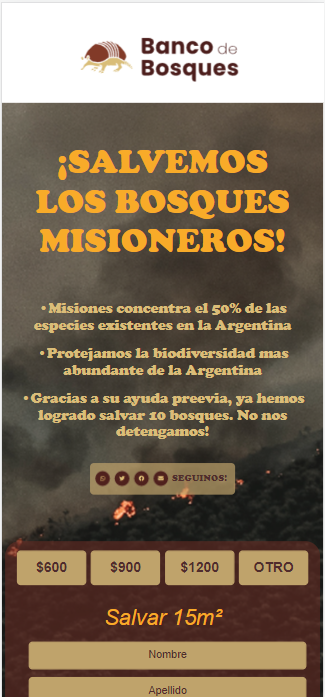 Banco de
Bosques
¡SALVEMOS
LOS BOSQUES
MISIONEROS!
• Misiones concentra el 50% de las
especies existentes en la Argentina
• Protejamos la biodiversidad mas
abundante de la Argentina
• Gracias a su ayuda preevia, ya hemos
logrado salvar 10 bosques. No nos
detengamos!
SEGUINOS:
$600 $900 $1200 OTRO
Salvar 15m²
Nombre
Apellido